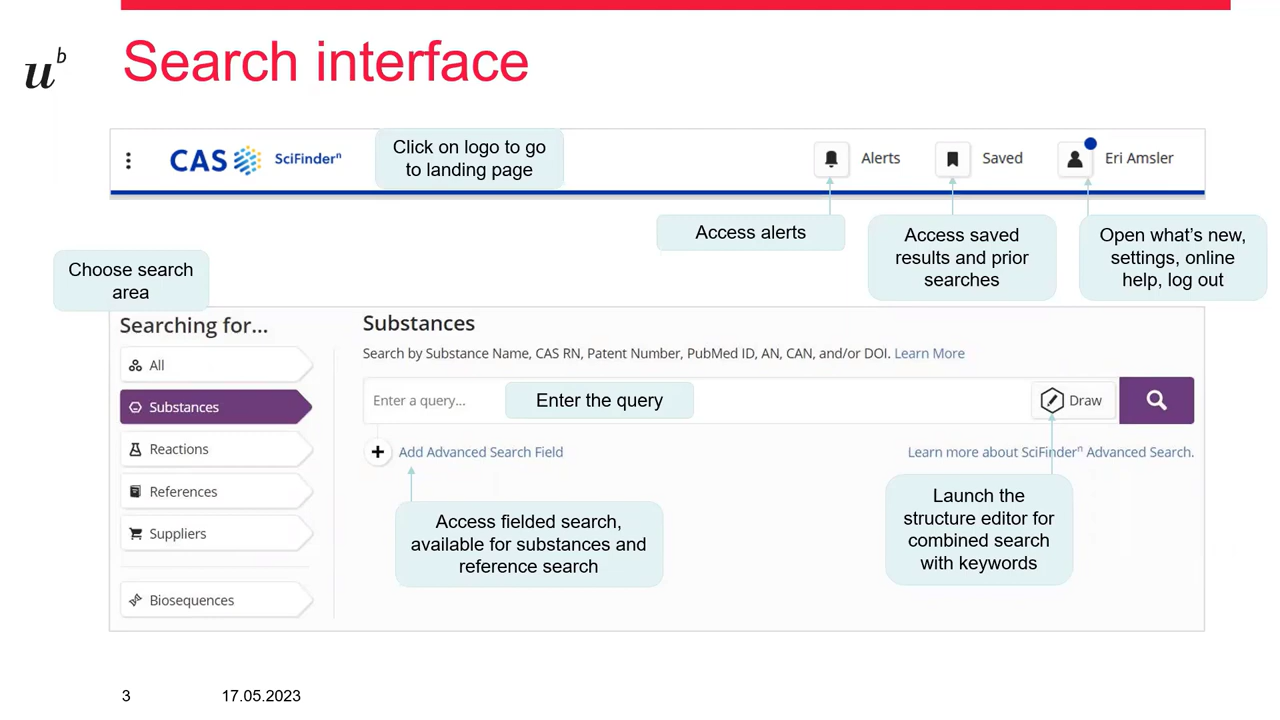 u^b
Search interface
CAS SciFinderⁿ
Click on logo to go
to landing page
Alerts
Saved
Eri Amsler
Access alerts
Access saved
results and prior
searches
Open what’s new,
settings, online
help, log out
Choose search
area
Searching for...
All
Substances
Reactions
References
Suppliers
Biosequences
Substances
Search by Substance Name, CAS RN, Patent Number, PubMed ID, AN, CAN, and/or DOI. Learn More
Enter a query...
Enter the query
Draw
Add Advanced Search Field
Learn more about SciFinderⁿ Advanced Search.
Access fielded search,
available for substances and
reference search
Launch the
structure editor for
combined search
with keywords
3
17.05.2023